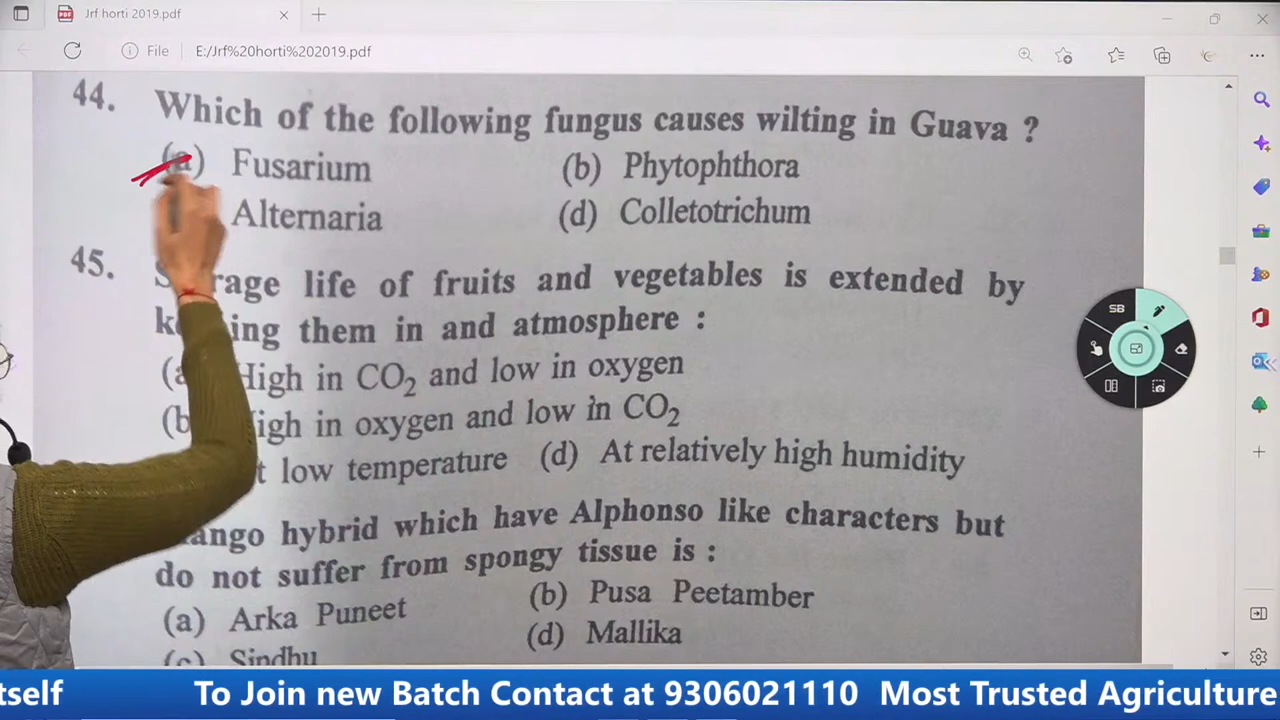 Jrf horti 2019.pdf
File E:/Jrf%20horti%202019.pdf
44. Which of the following fungus causes wilting in Guava ?
(a) Fusarium (b) Phytophthora
Alternaria (d) Colletotrichum
45. rage life of fruits and vegetables is extended by
ing them in and atmosphere :
High in CO2 and low in oxygen
igh in oxygen and low in CO2
t low temperature (d) At relatively high humidity
ango hybrid which have Alphonso like characters but
do not suffer from spongy tissue is :
(a) Arka Puneet (b) Pusa Peetamber
(c) Sindhu (d) Mallika
SB
tself To Join new Batch Contact at 9306021110 Most Trusted Agriculture